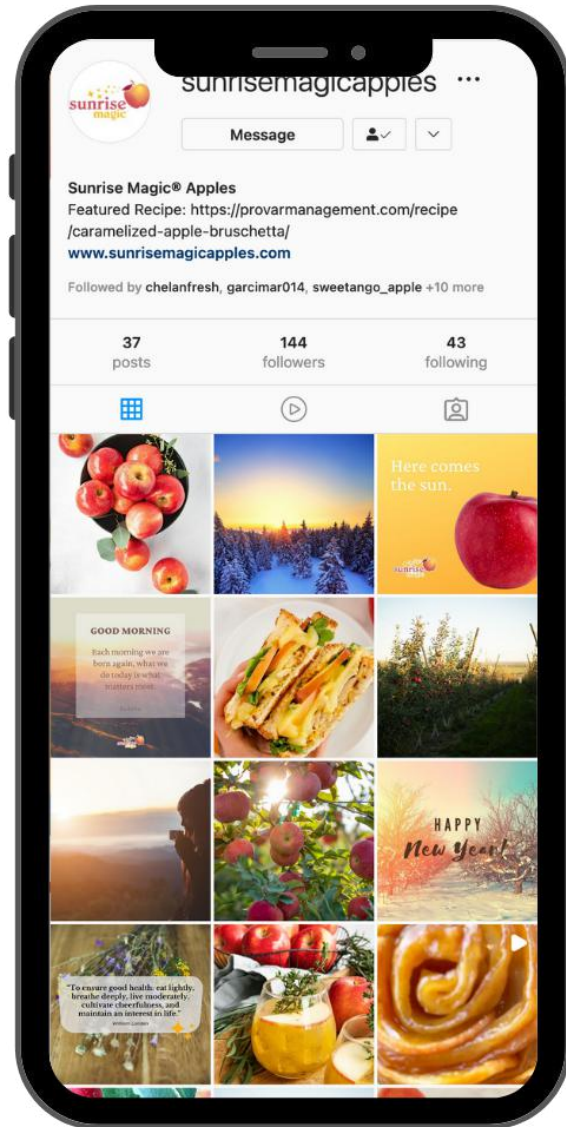 sunrisemagicapples
sunrise
magic
Message
Sunrise Magic® Apples
Featured Recipe: https://provarmanagement.com/recipe
/caramelized-apple-bruschetta/
www.sunrisemagicapples.com
Followed by chelanfresh, garcimar014, sweetango_apple +10 more
37 144 43
posts followers following
Here comes
the sun.
sunrise
GOOD MORNING
Each morning we are
born again, what we
do today is what
matters most.
HAPPY
New Year!
"To ensure good health: eat lightly,
breathe deeply, live moderately,
cultivate cheerfulness, and
maintain an interest in life."
William Londen